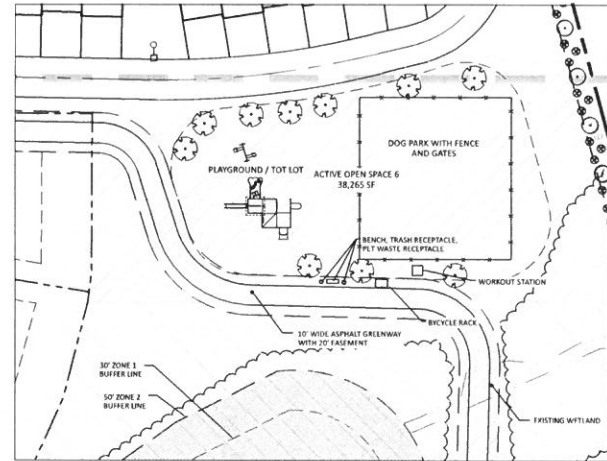 DOG PARK WITH FENCE
AND GATES
PLAYGROUND / TOT LOT
ACTIVE OPEN SPACE 6
38,265 SF
BENCH, TRASH RECEPTACLE,
PET WASTE RECEPTACLE
WORKOUT STATION
BYCYCLE RACK
10' WIDE ASPHALT GREENWAY
WITH 20' EASEMENT
30' ZONE 1
BUFFER LINE
50' ZONE 2
BUFFER LINE
EXISTING WETLAND